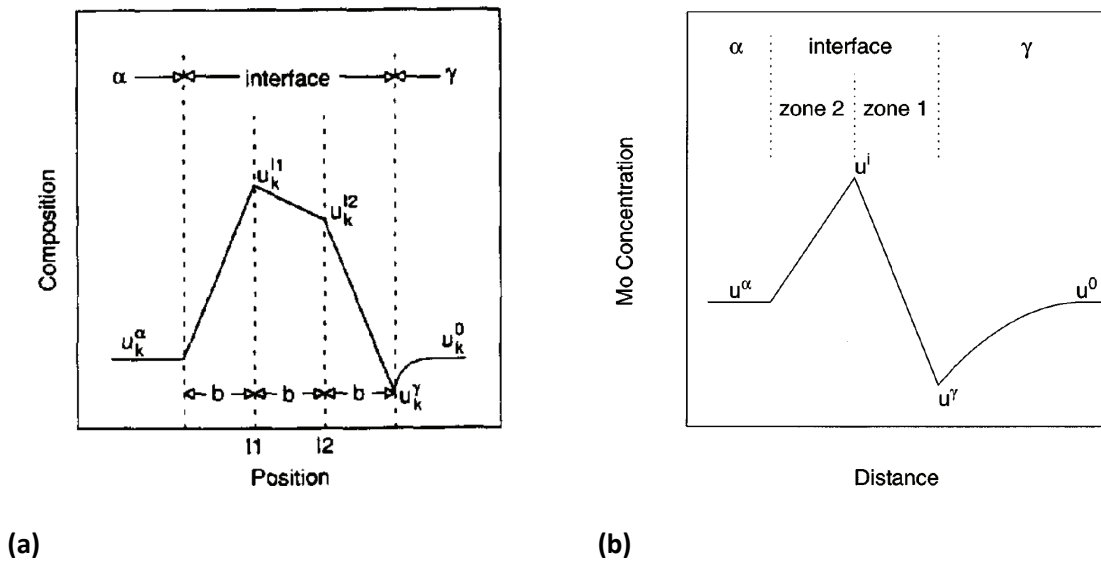 α interface γ
u_k^I1
u_k^I2
u_k^α
u_k^0
b b b
u_k^γ
I1 I2
Position
Composition
(a)
α interface γ
zone 2 zone 1
u^i
u^α
u^0
u^γ
Mo Concentration
Distance
(b)